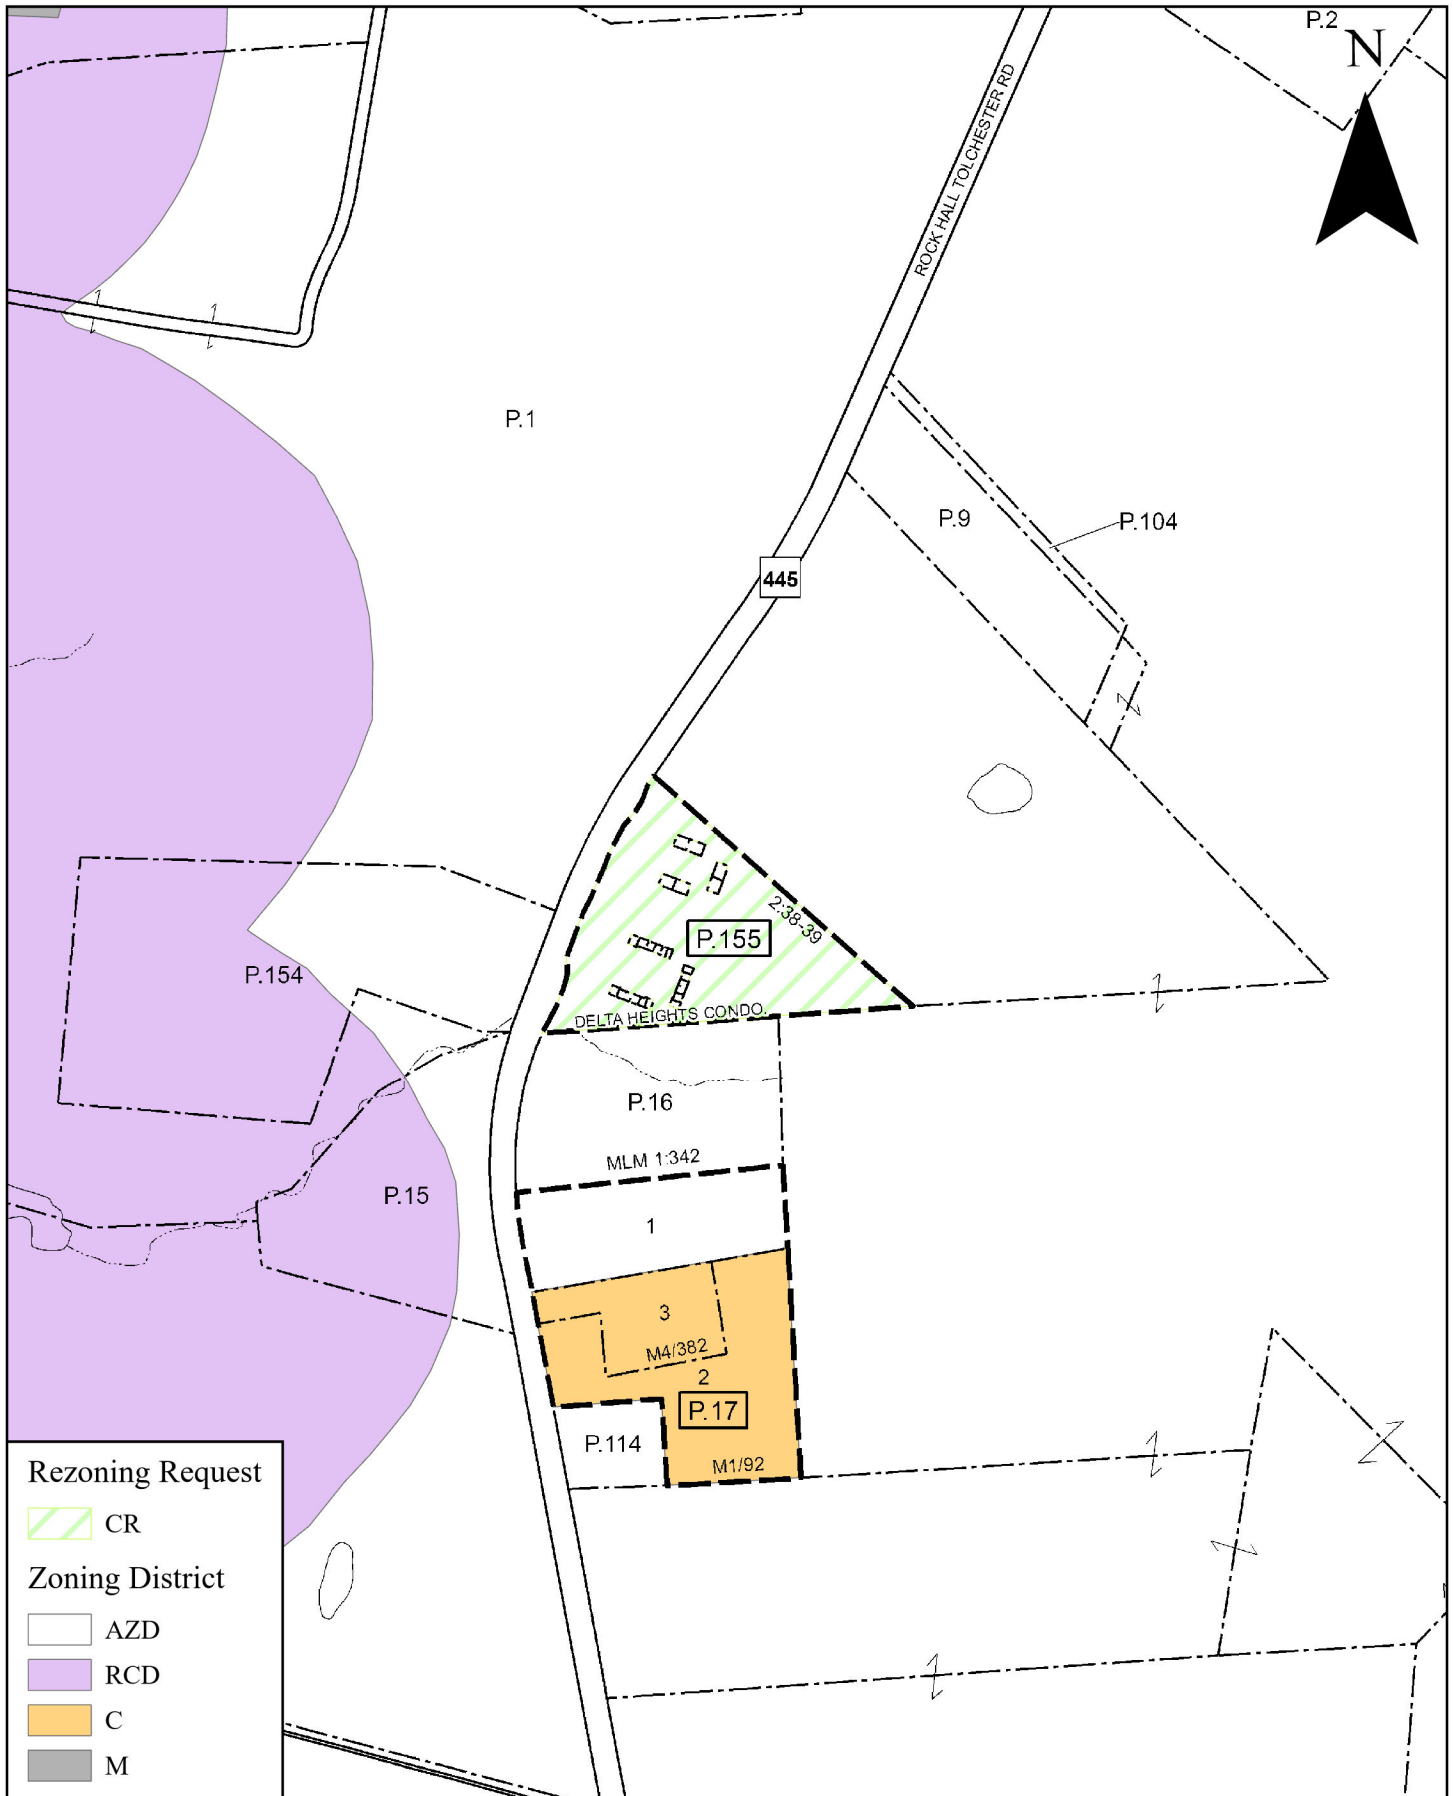 P.2
N
ROCK HALL TOLCHESTER RD
P.1
P.9
P.104
445
2:38-39
P.155
P.154
DELTA HEIGHTS CONDO.
P.16
MLM 1:342
P.15
1
3
M4/382
2
P.17
P.114
M1/92
Rezoning Request
CR
Zoning District
AZD
RCD
C
M